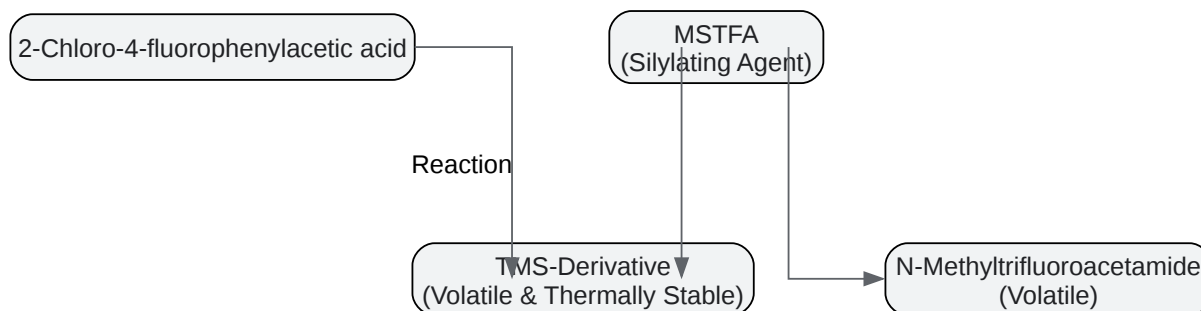 2-Chloro-4-fluorophenylacetic acid
MSTFA
(Silylating Agent)
Reaction
TMS-Derivative
(Volatile & Thermally Stable)
N-Methyltrifluoroacetamide
(Volatile)